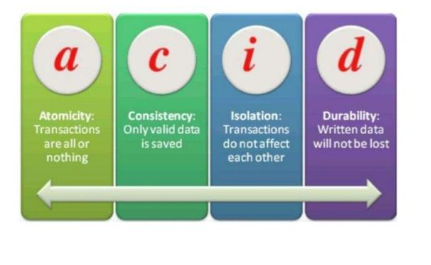 a
Atomicity:
Transactions
are all or
nothing
c
Consistency:
Only valid data
is saved
i
Isolation:
Transactions
do not affect
each other
d
Durability:
Written data
will not be lost